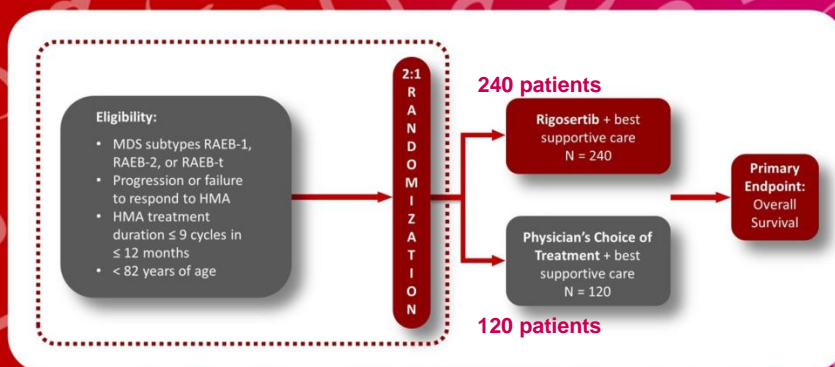 Eligibility:
• MDS subtypes RAEB-1,
RAEB-2, or RAEB-t
• Progression or failure
to respond to HMA
• HMA treatment
duration ≤ 9 cycles in
≤ 12 months
• < 82 years of age
2:1
R
A
N
D
O
M
I
Z
A
T
I
O
N
240 patients
Rigosertib + best
supportive care
N = 240
Physician's Choice of
Treatment + best
supportive care
N = 120
120 patients
Primary
Endpoint:
Overall
Survival